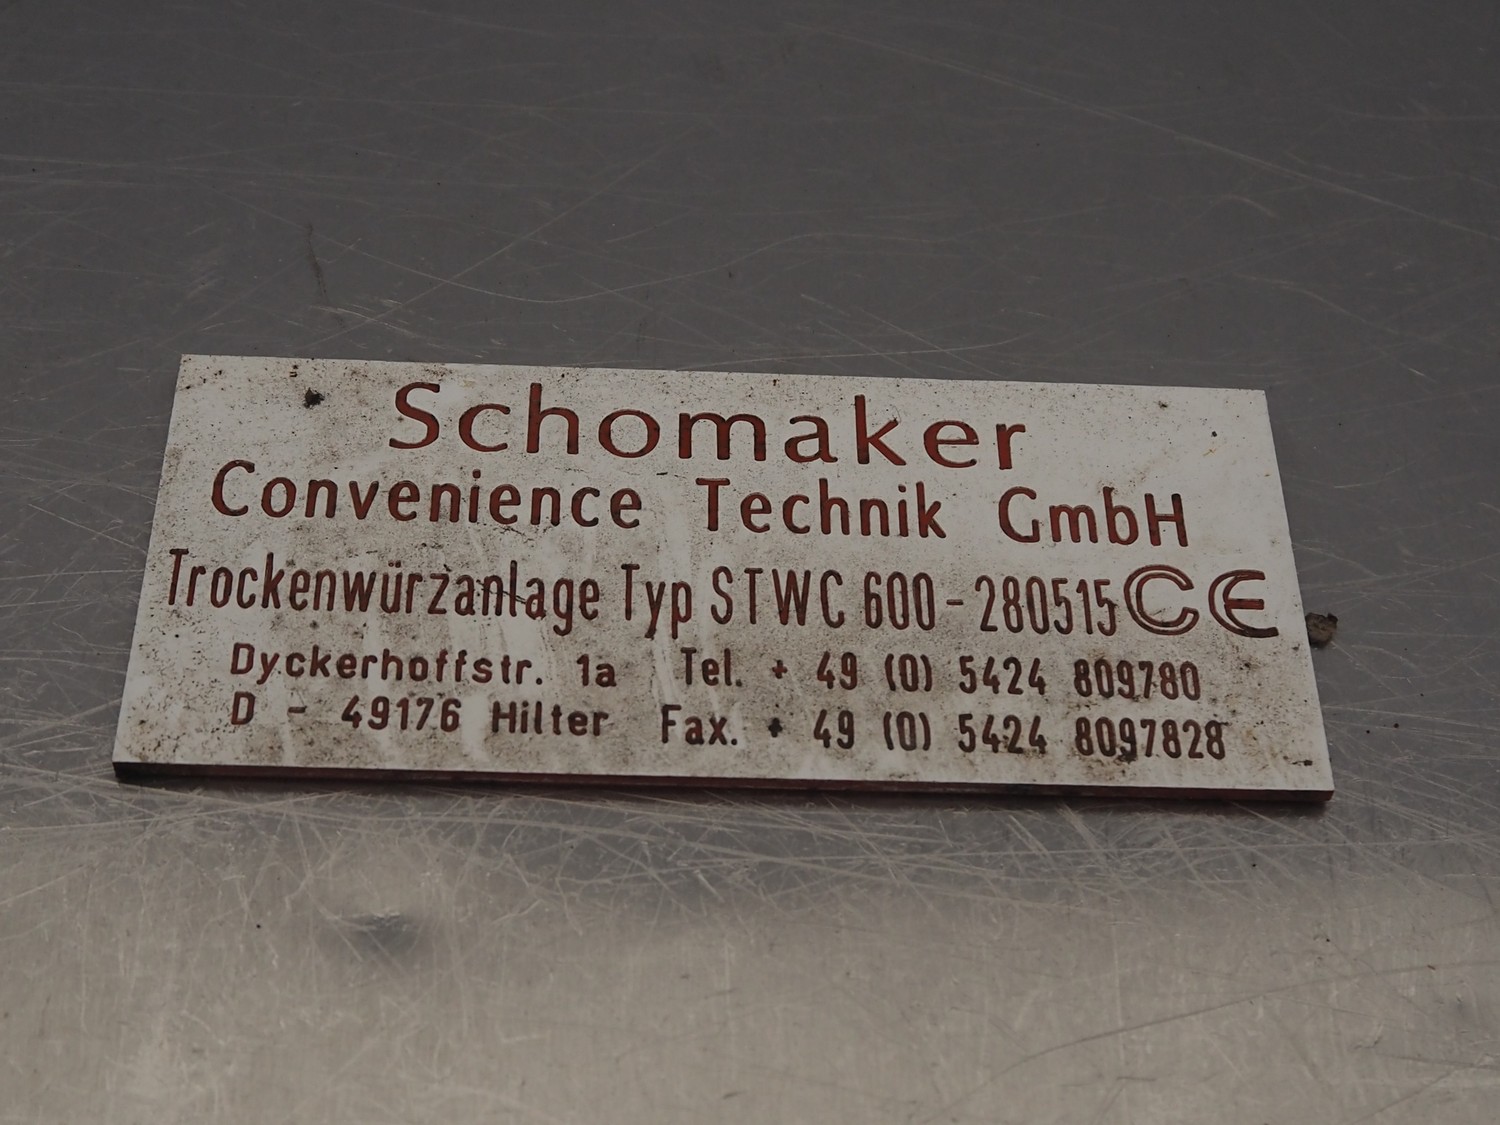 Schomaker
Convenience Technik GmbH
Trockenwürzanlage Typ STWC 600-280515 CE
Dyckerhoffstr. 1a Tel. + 49 (0) 5424 809780
D - 49176 Hilter Fax. + 49 (0) 5424 8097828